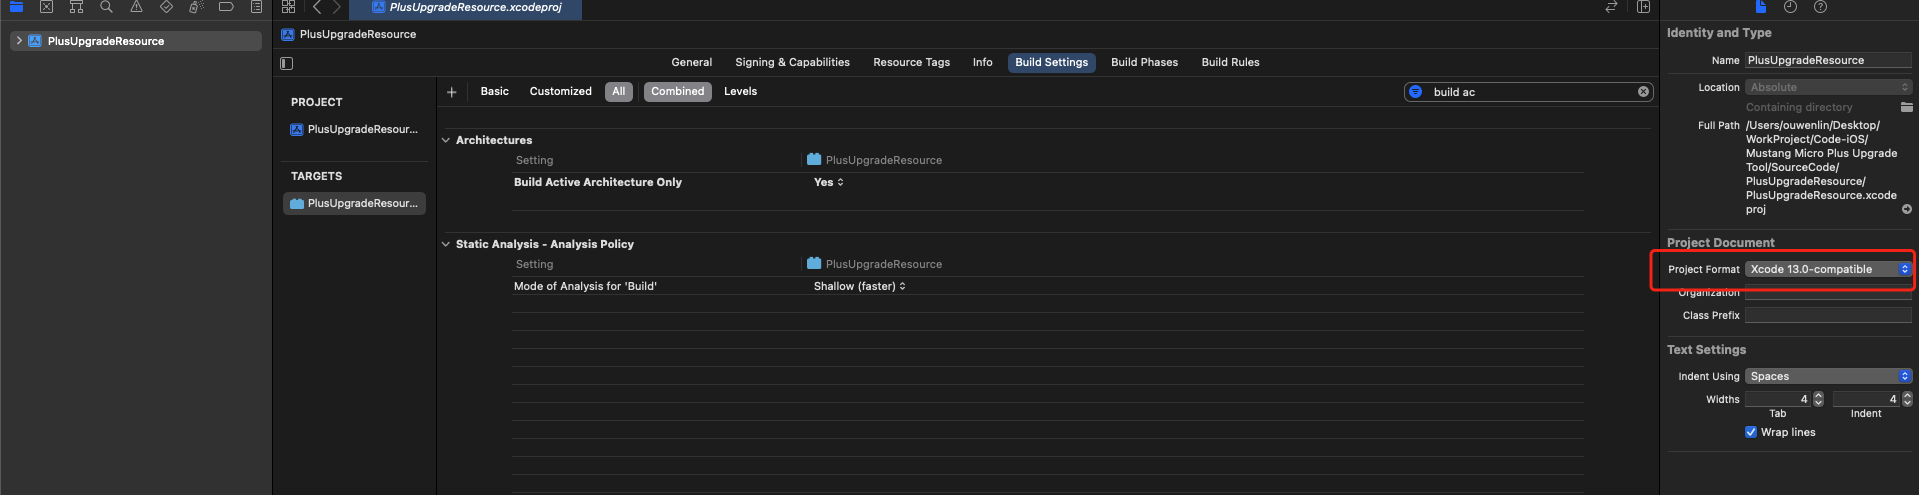 PlusUpgradeResource.xcodeproj
PlusUpgradeResource
PlusUpgradeResource
General Signing & Capabilities Resource Tags Info Build Settings Build Phases Build Rules
PROJECT
PlusUpgradeResour...
TARGETS
PlusUpgradeResour...
+ Basic Customized All Combined Levels
build ac
Architectures
Setting PlusUpgradeResource
Build Active Architecture Only Yes
Static Analysis - Analysis Policy
Setting PlusUpgradeResource
Mode of Analysis for 'Build' Shallow (faster)
Identity and Type
Name PlusUpgradeResource
Location Absolute
Containing directory
Full Path /Users/ouwenlin/Desktop/
WorkProject/Code-iOS/
Mustang Micro Plus Upgrade
Tool/SourceCode/
PlusUpgradeResource/
PlusUpgradeResource.xcode
proj
Project Document
Project Format Xcode 13.0-compatible
Organization
Class Prefix
Text Settings
Indent Using Spaces
Widths 4 4
Tab Indent
Wrap lines